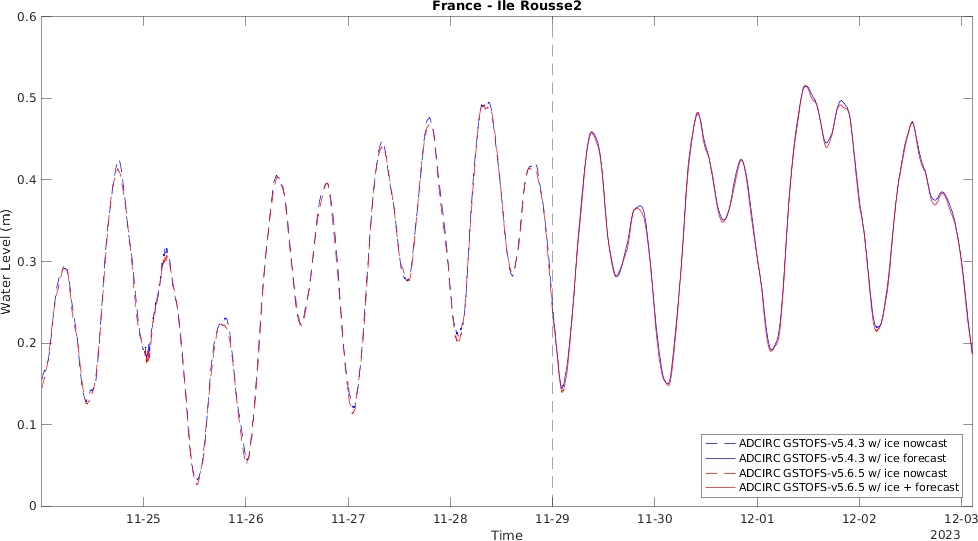 France - Ile Rousse2
0.6
0.5
0.4
0.3
0.2
0.1
0
Water Level (m)
ADCIRC GSTOFS-v5.4.3 w/ ice nowcast
ADCIRC GSTOFS-v5.4.3 w/ ice forecast
ADCIRC GSTOFS-v5.6.5 w/ ice nowcast
ADCIRC GSTOFS-v5.6.5 w/ ice + forecast
11-25 11-26 11-27 11-28 11-29 11-30 12-01 12-02 12-03
2023
Time